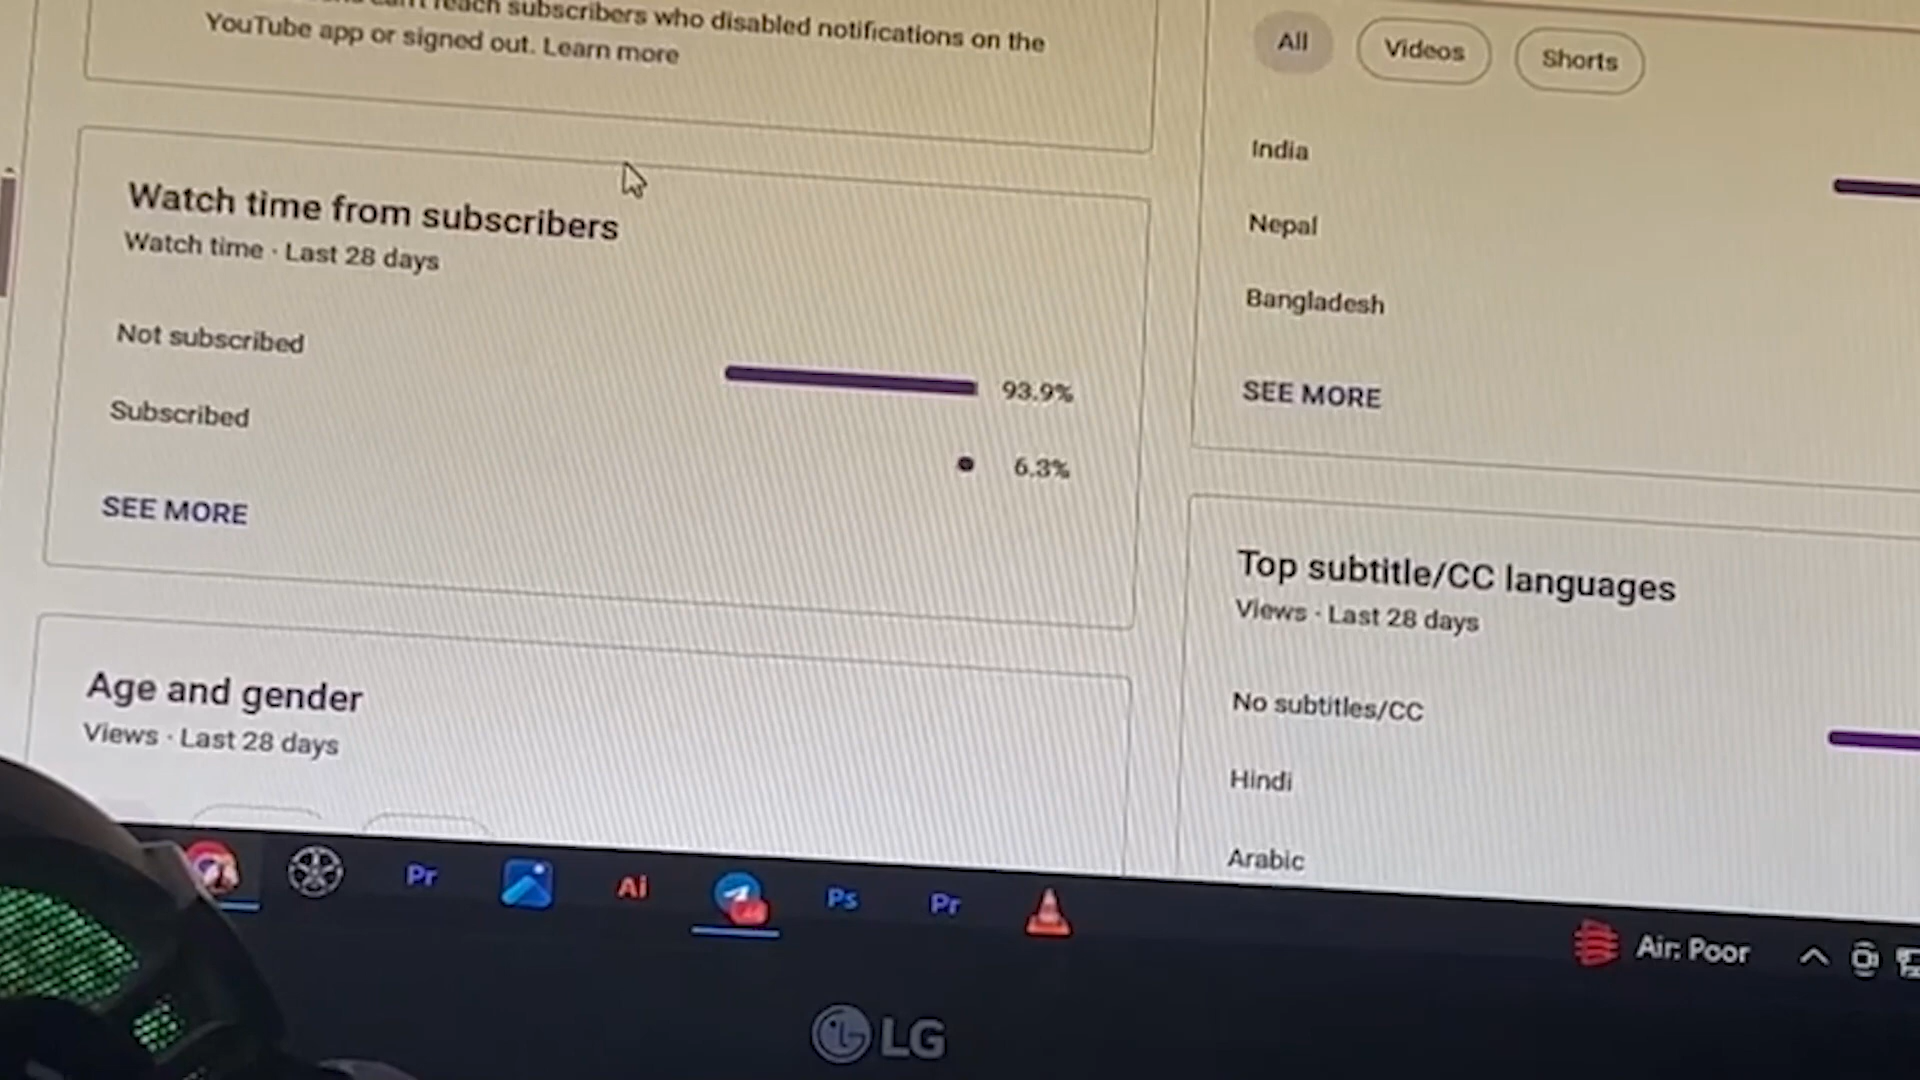 reach subscribers who disabled notifications on the
YouTube app or signed out. Learn more
Watch time from subscribers
Watch time · Last 28 days
Not subscribed
93.9%
Subscribed
6.3%
SEE MORE
Age and gender
Views · Last 28 days
All
Videos
Shorts
India
Nepal
Bangladesh
SEE MORE
Top subtitle/CC languages
Views · Last 28 days
No subtitles/CC
Hindi
Arabic
Pr
Ai
Ps
Pr
Air: Poor
LG